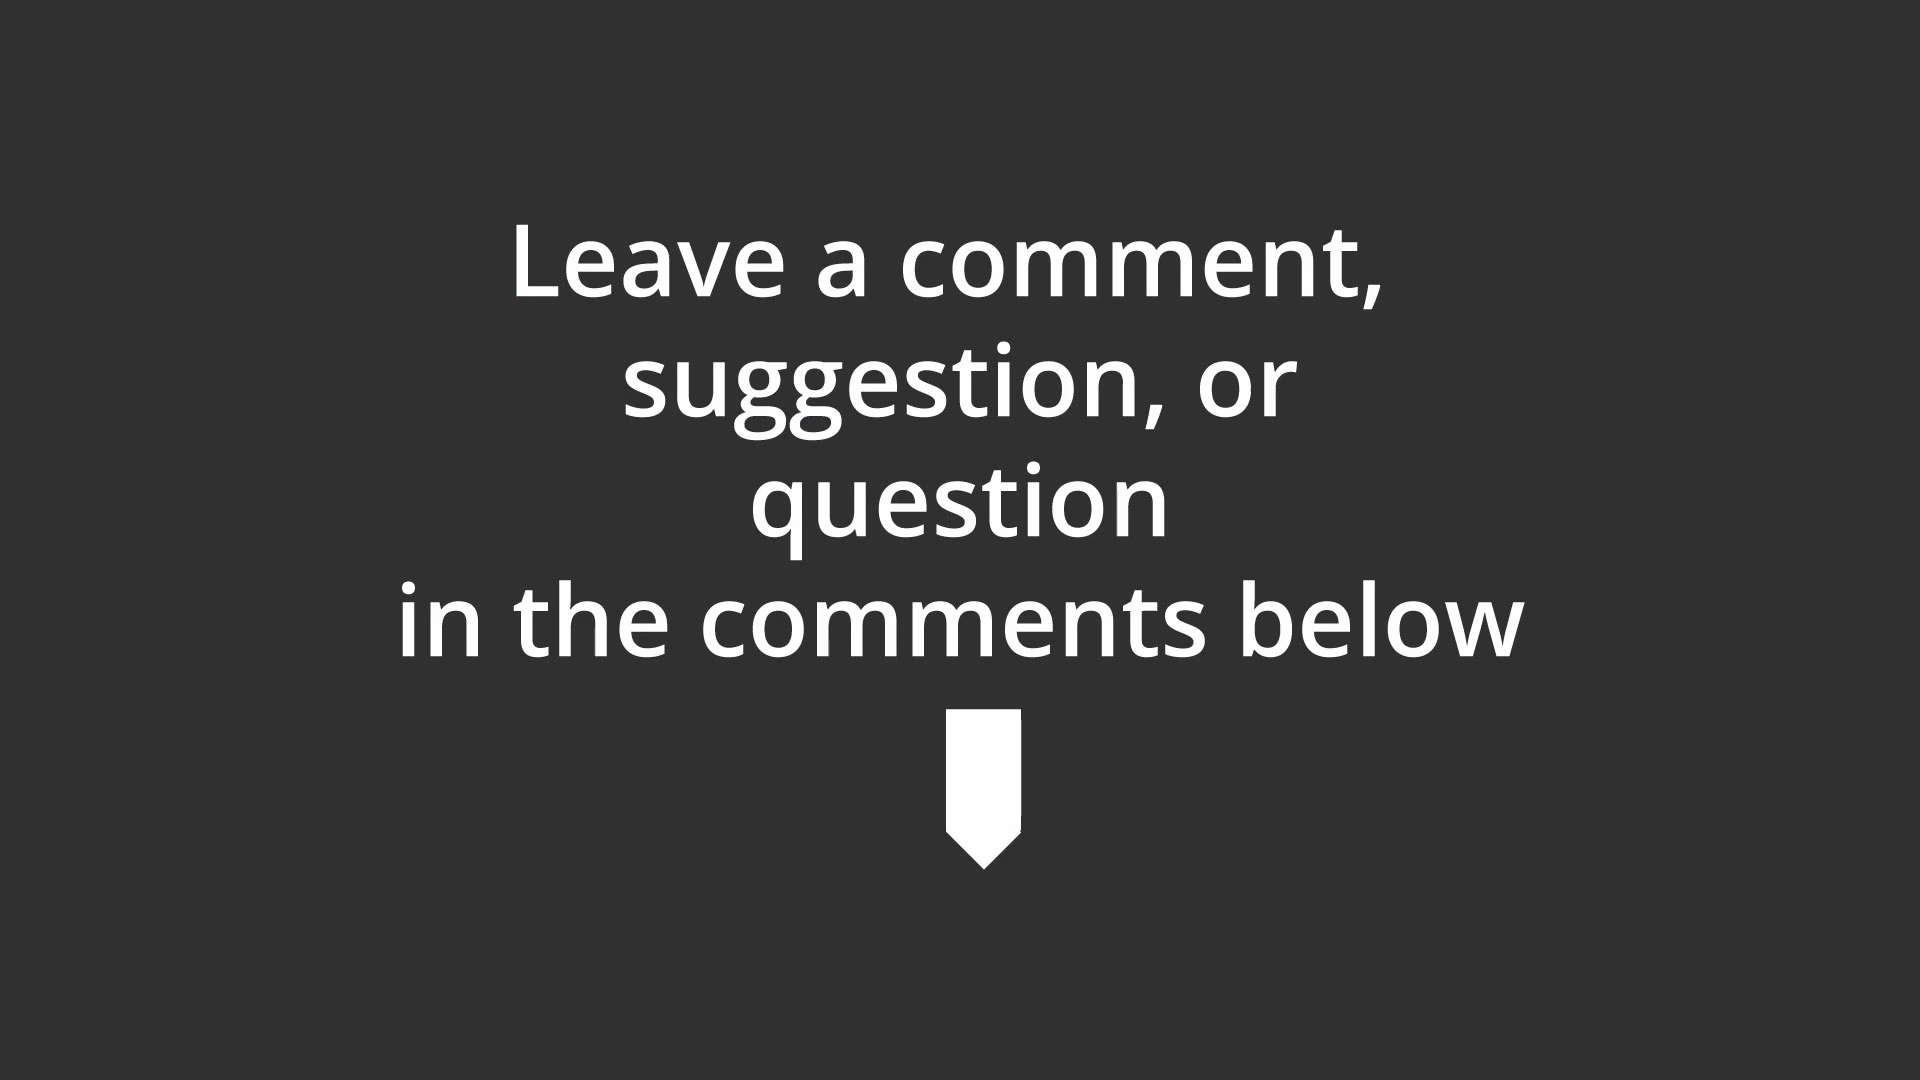 Leave a comment,
suggestion, or
question
in the comments below